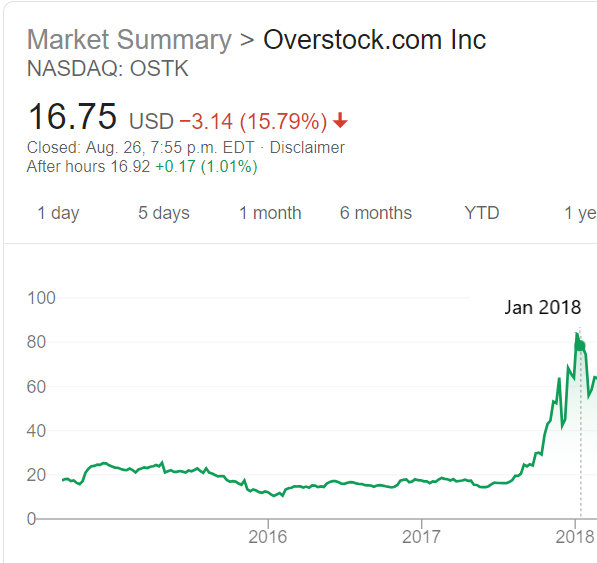 Market Summary > Overstock.com Inc
NASDAQ: OSTK
16.75 USD −3.14 (15.79%)
Closed: Aug. 26, 7:55 p.m. EDT · Disclaimer
After hours 16.92 +0.17 (1.01%)
1 day 5 days 1 month 6 months YTD 1 ye
100
Jan 2018
80
60
40
20
0
2016 2017 2018